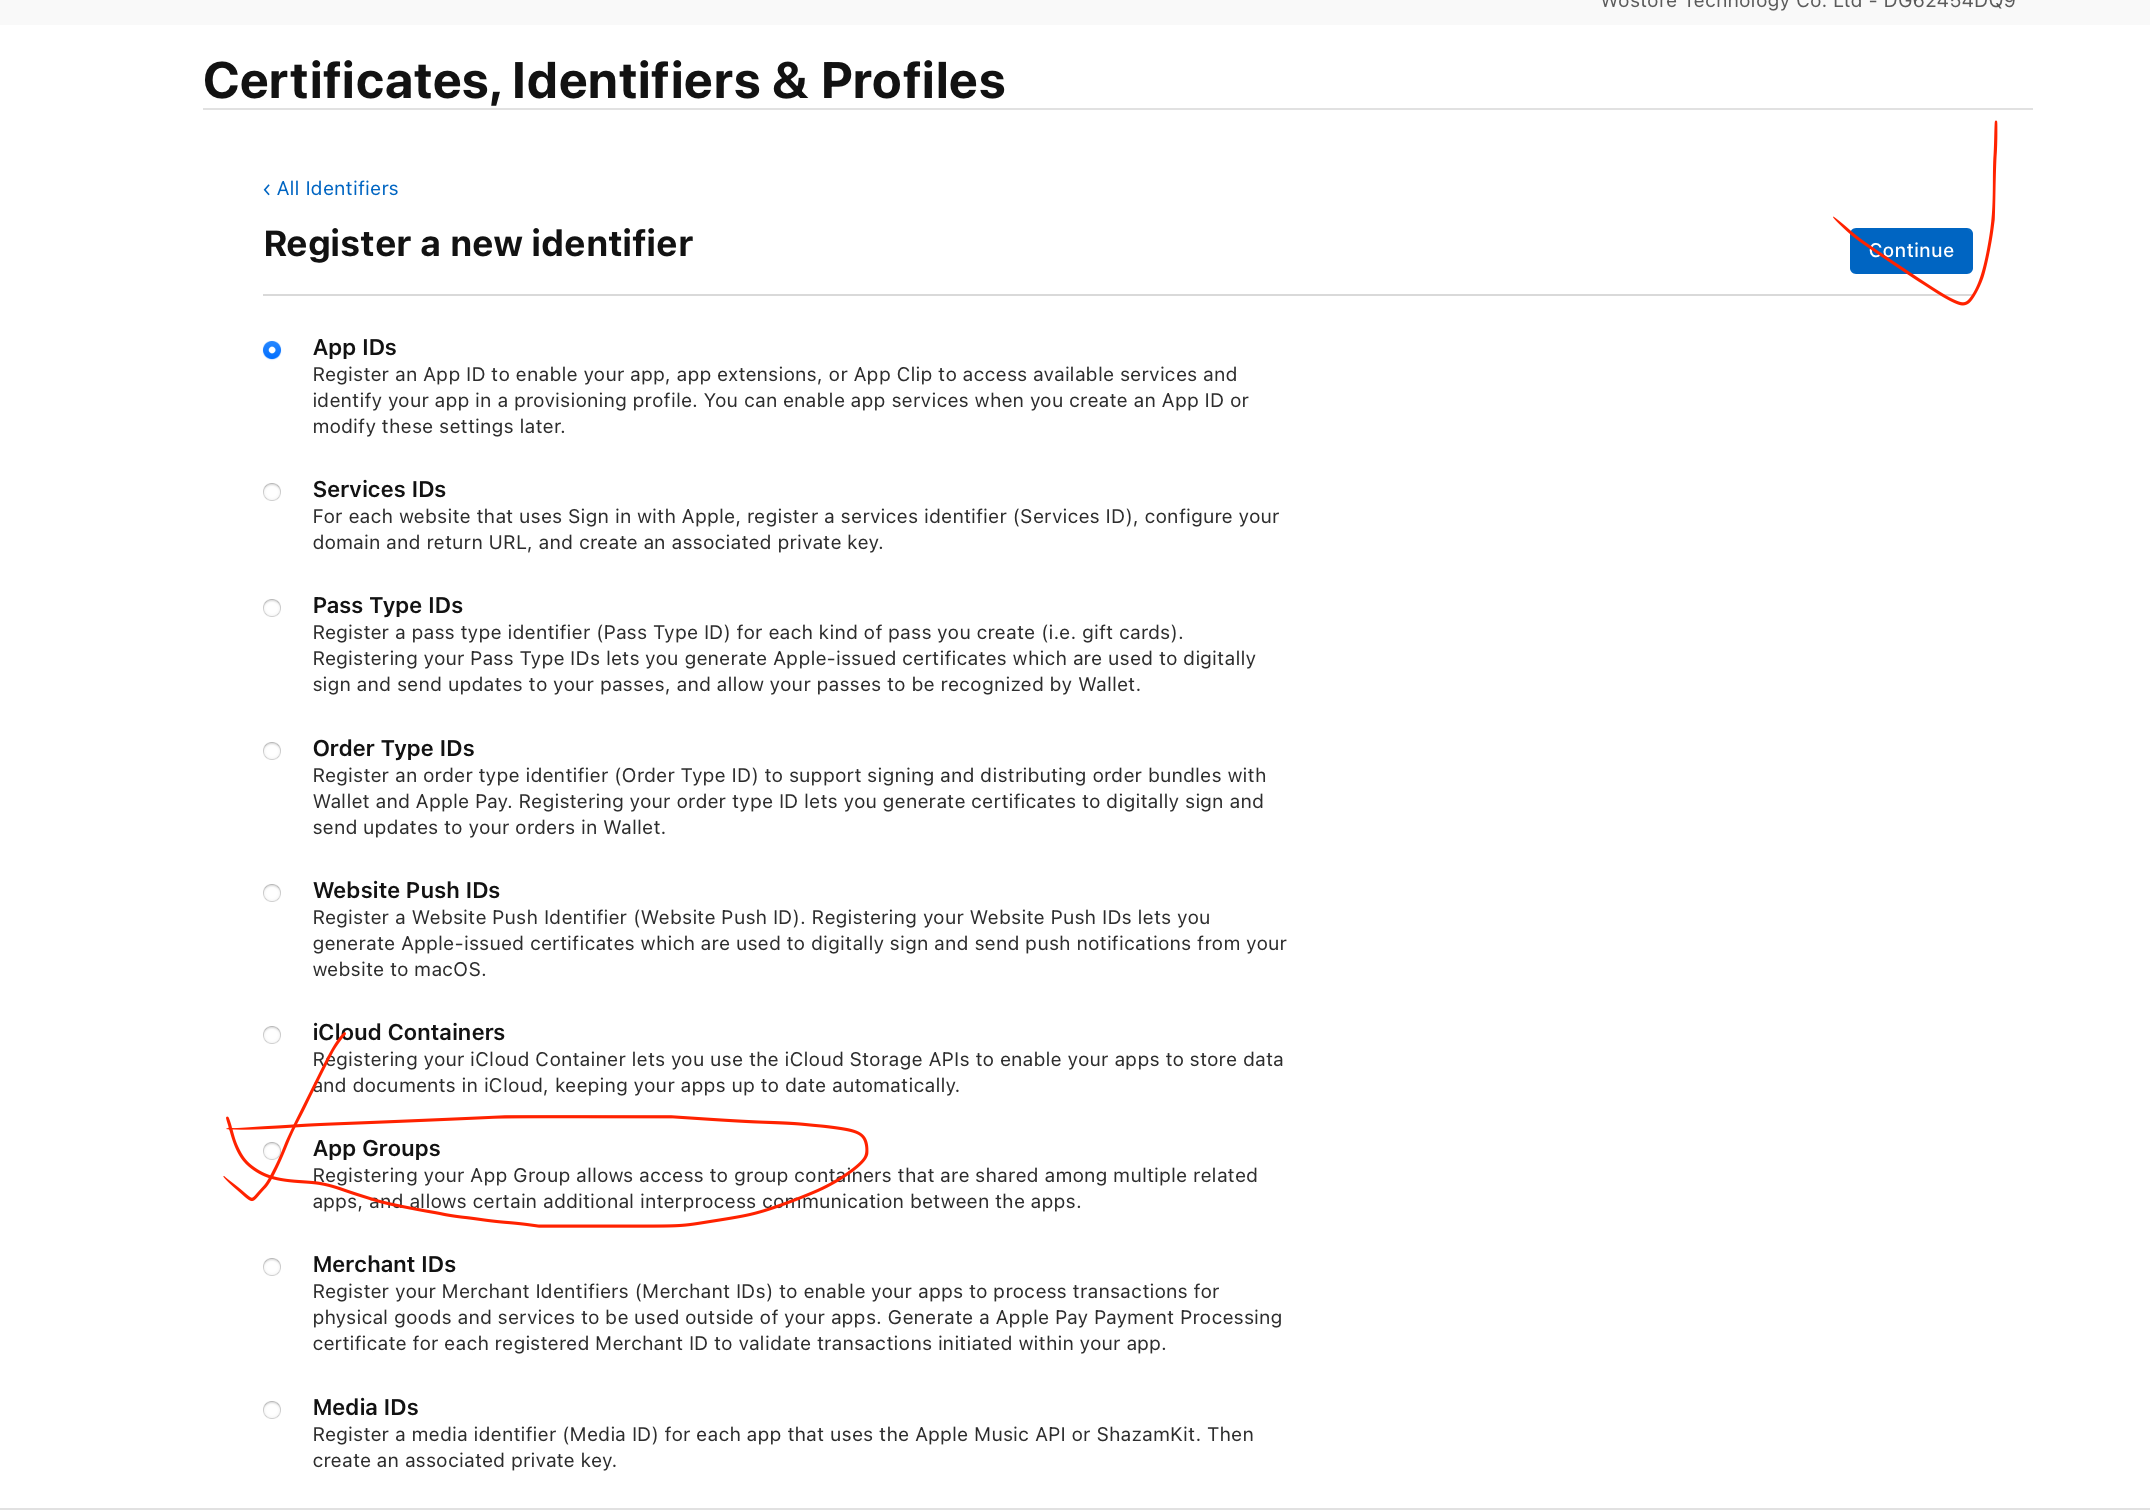 Wostore Technology Co. Ltd - DG62454DQ9
Certificates, Identifiers & Profiles
‹ All Identifiers
Register a new identifier
Continue
App IDs
Register an App ID to enable your app, app extensions, or App Clip to access available services and
identify your app in a provisioning profile. You can enable app services when you create an App ID or
modify these settings later.
Services IDs
For each website that uses Sign in with Apple, register a services identifier (Services ID), configure your
domain and return URL, and create an associated private key.
Pass Type IDs
Register a pass type identifier (Pass Type ID) for each kind of pass you create (i.e. gift cards).
Registering your Pass Type IDs lets you generate Apple-issued certificates which are used to digitally
sign and send updates to your passes, and allow your passes to be recognized by Wallet.
Order Type IDs
Register an order type identifier (Order Type ID) to support signing and distributing order bundles with
Wallet and Apple Pay. Registering your order type ID lets you generate certificates to digitally sign and
send updates to your orders in Wallet.
Website Push IDs
Register a Website Push Identifier (Website Push ID). Registering your Website Push IDs lets you
generate Apple-issued certificates which are used to digitally sign and send push notifications from your
website to macOS.
iCloud Containers
Registering your iCloud Container lets you use the iCloud Storage APIs to enable your apps to store data
and documents in iCloud, keeping your apps up to date automatically.
App Groups
Registering your App Group allows access to group containers that are shared among multiple related
apps, and allows certain additional interprocess communication between the apps.
Merchant IDs
Register your Merchant Identifiers (Merchant IDs) to enable your apps to process transactions for
physical goods and services to be used outside of your apps. Generate a Apple Pay Payment Processing
certificate for each registered Merchant ID to validate transactions initiated within your app.
Media IDs
Register a media identifier (Media ID) for each app that uses the Apple Music API or ShazamKit. Then
create an associated private key.